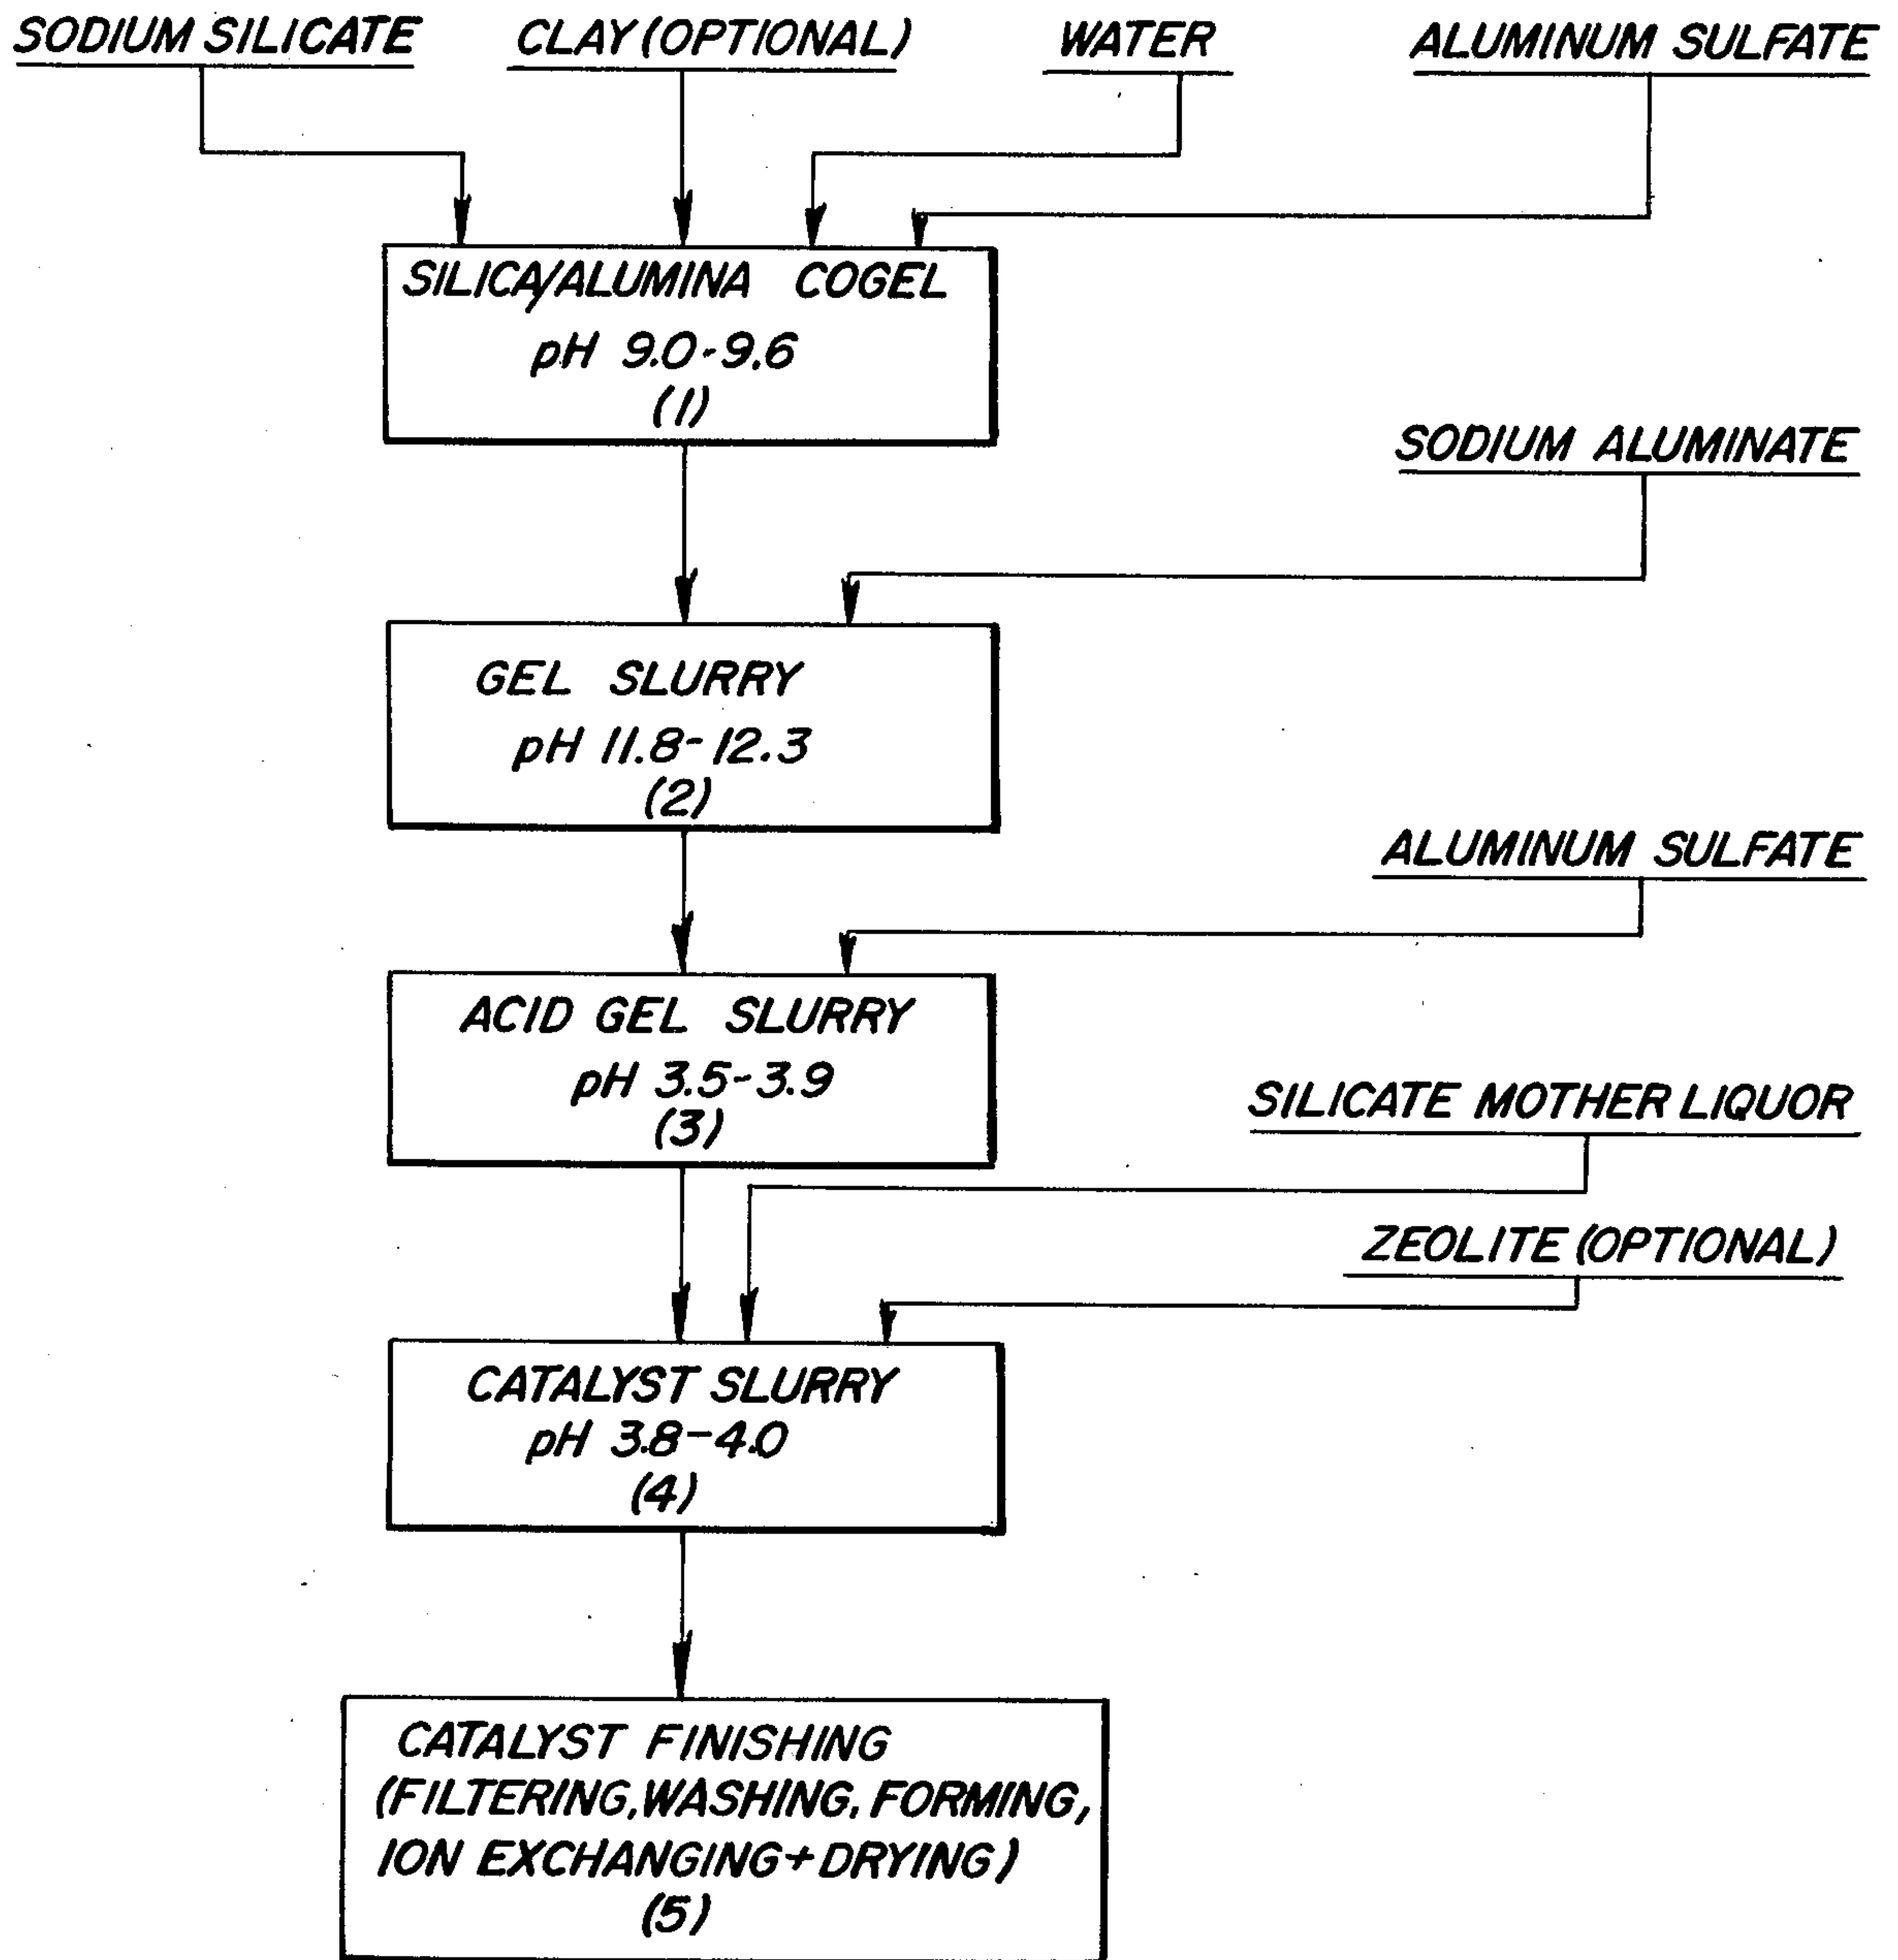 SODIUM SILICATE
CLAY (OPTIONAL)
WATER
ALUMINUM SULFATE
SILICA/ALUMINA COGEL
pH 9.0-9.6
(1)
SODIUM ALUMINATE
GEL SLURRY
pH 11.8-12.3
(2)
ALUMINUM SULFATE
ACID GEL SLURRY
pH 3.5-3.9
(3)
SILICATE MOTHER LIQUOR
ZEOLITE (OPTIONAL)
CATALYST SLURRY
pH 3.8-4.0
(4)
CATALYST FINISHING
(FILTERING, WASHING, FORMING,
ION EXCHANGING + DRYING)
(5)